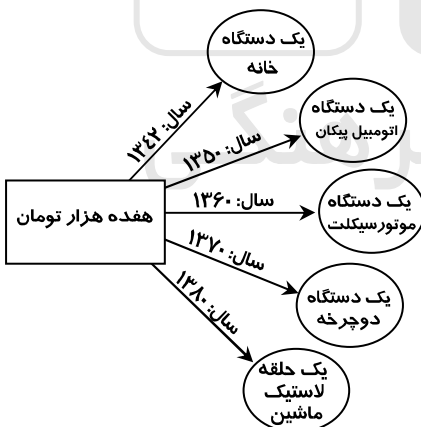 یک دستگاه
خانه
سال: ۱۳۴۲
یک دستگاه
اتومبیل پیکان
سال: ۱۳۵۰
یک دستگاه
موتورسیکلت
سال: ۱۳۶۰
هفده هزار تومان
سال: ۱۳۷۰
یک دستگاه
دوچرخه
سال: ۱۳۸۰
یک حلقه
لاستیک
ماشین